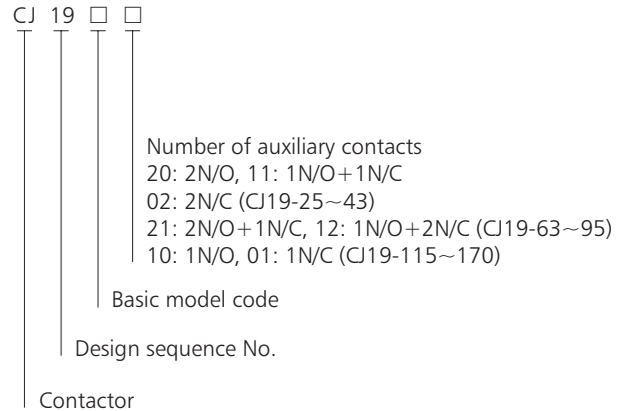 CJ 19 □ □
Number of auxiliary contacts
20: 2N/O, 11: 1N/O+1N/C
02: 2N/C (CJ19-25~43)
21: 2N/O+1N/C, 12: 1N/O+2N/C (CJ19-63~95)
10: 1N/O, 01: 1N/C (CJ19-115~170)
Basic model code
Design sequence No.
Contactor